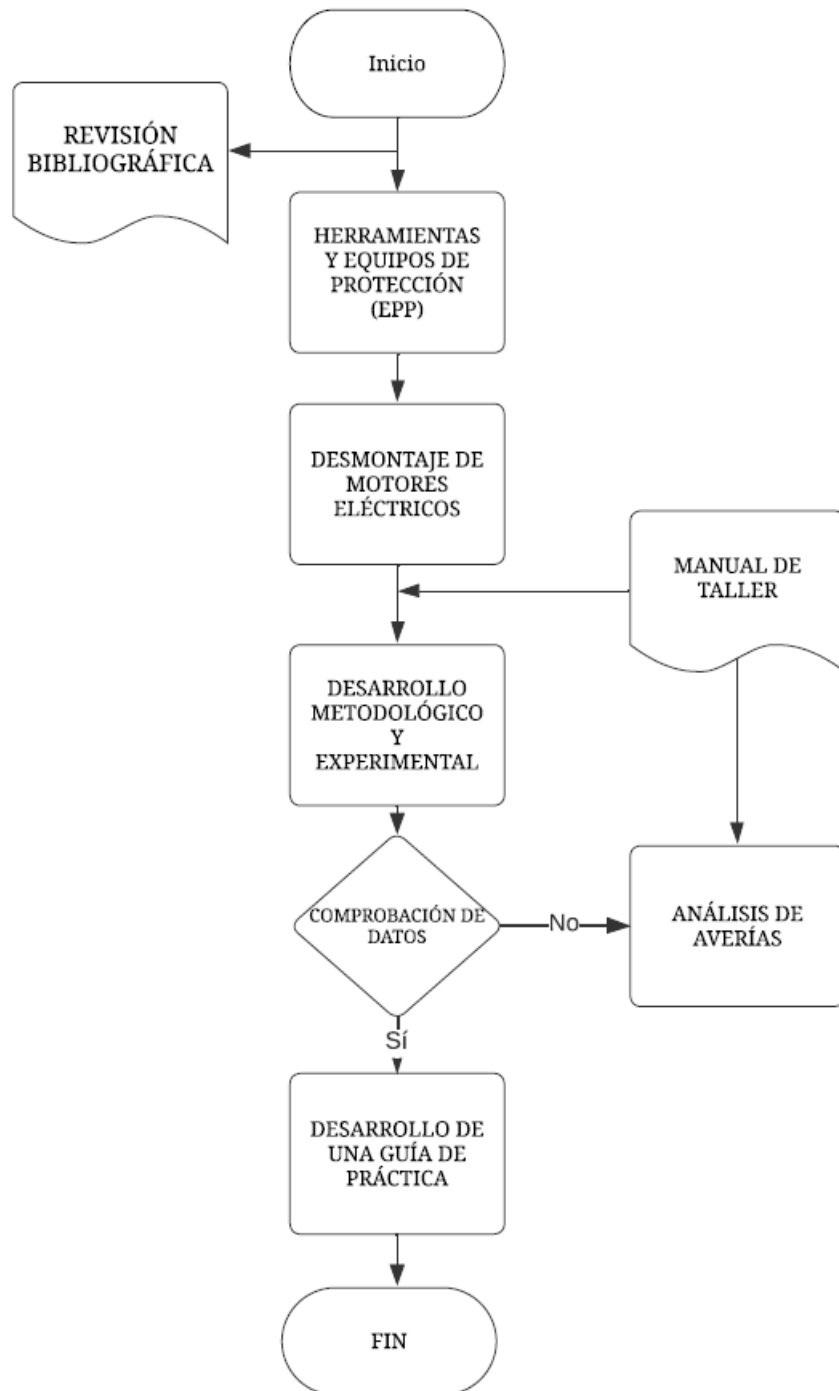 Inicio
REVISIÓN
BIBLIOGRÁFICA
HERRAMIENTAS
Y EQUIPOS DE
PROTECCIÓN
(EPP)
DESMONTAJE DE
MOTORES
ELÉCTRICOS
MANUAL DE
TALLER
DESARROLLO
METODOLÓGICO
Y
EXPERIMENTAL
COMPROBACIÓN DE
DATOS
No
ANÁLISIS DE
AVERÍAS
Sí
DESARROLLO DE
UNA GUÍA DE
PRÁCTICA
FIN